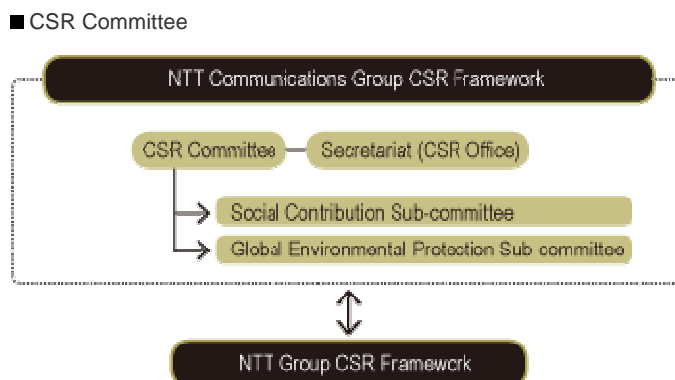 ■ CSR Committee
NTT Communications Group CSR Framework
CSR Committee
Secretariat (CSR Office)
Social Contribution Sub-committee
Global Environmental Protection Sub committee
NTT Group CSR Framework